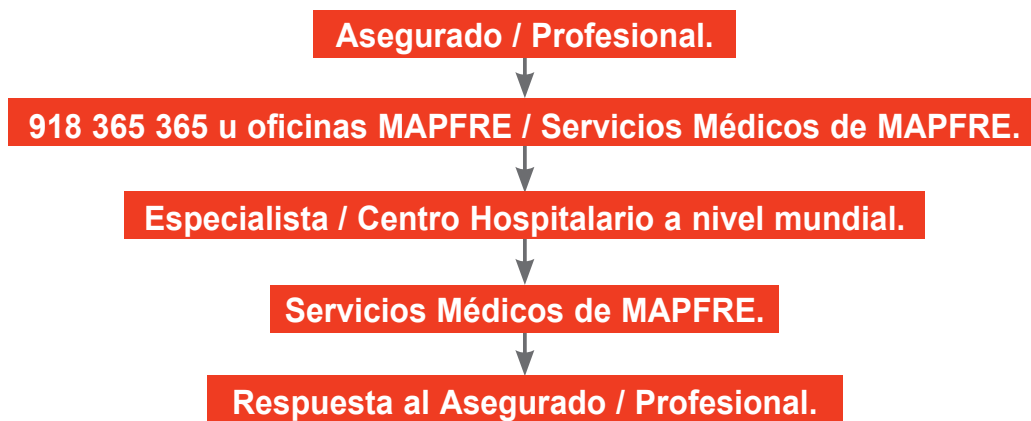 Asegurado / Profesional.
918 365 365 u oficinas MAPFRE / Servicios Médicos de MAPFRE.
Especialista / Centro Hospitalario a nivel mundial.
Servicios Médicos de MAPFRE.
Respuesta al Asegurado / Profesional.